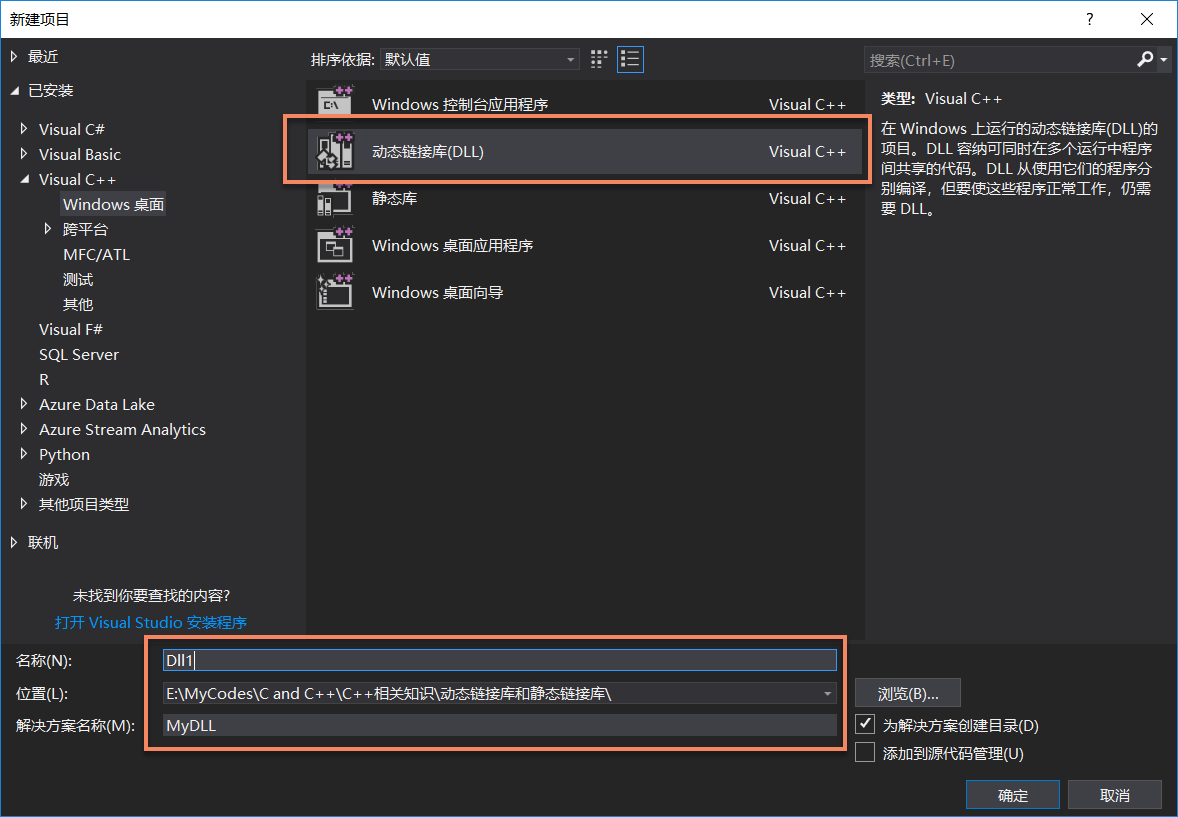 新建项目
?
最近
已安装
Visual C#
Visual Basic
Visual C++
Windows 桌面
跨平台
MFC/ATL
测试
其他
Visual F#
SQL Server
R
Azure Data Lake
Azure Stream Analytics
Python
游戏
其他项目类型
联机
未找到你要查找的内容?
打开 Visual Studio 安装程序
排序依据: 默认值
Windows 控制台应用程序 Visual C++
动态链接库(DLL) Visual C++
静态库 Visual C++
Windows 桌面应用程序 Visual C++
Windows 桌面向导 Visual C++
搜索(Ctrl+E)
类型: Visual C++
在 Windows 上运行的动态链接库(DLL)的
项目。DLL 容纳可同时在多个运行中程序
间共享的代码。DLL 从使用它们的程序分
别编译，但要使这些程序正常工作，仍需
要 DLL。
名称(N): Dll1
位置(L): E:\MyCodes\C and C++\C++相关知识\动态链接库和静态链接库\
浏览(B)...
解决方案名称(M): MyDLL
为解决方案创建目录(D)
添加到源代码管理(U)
确定 取消